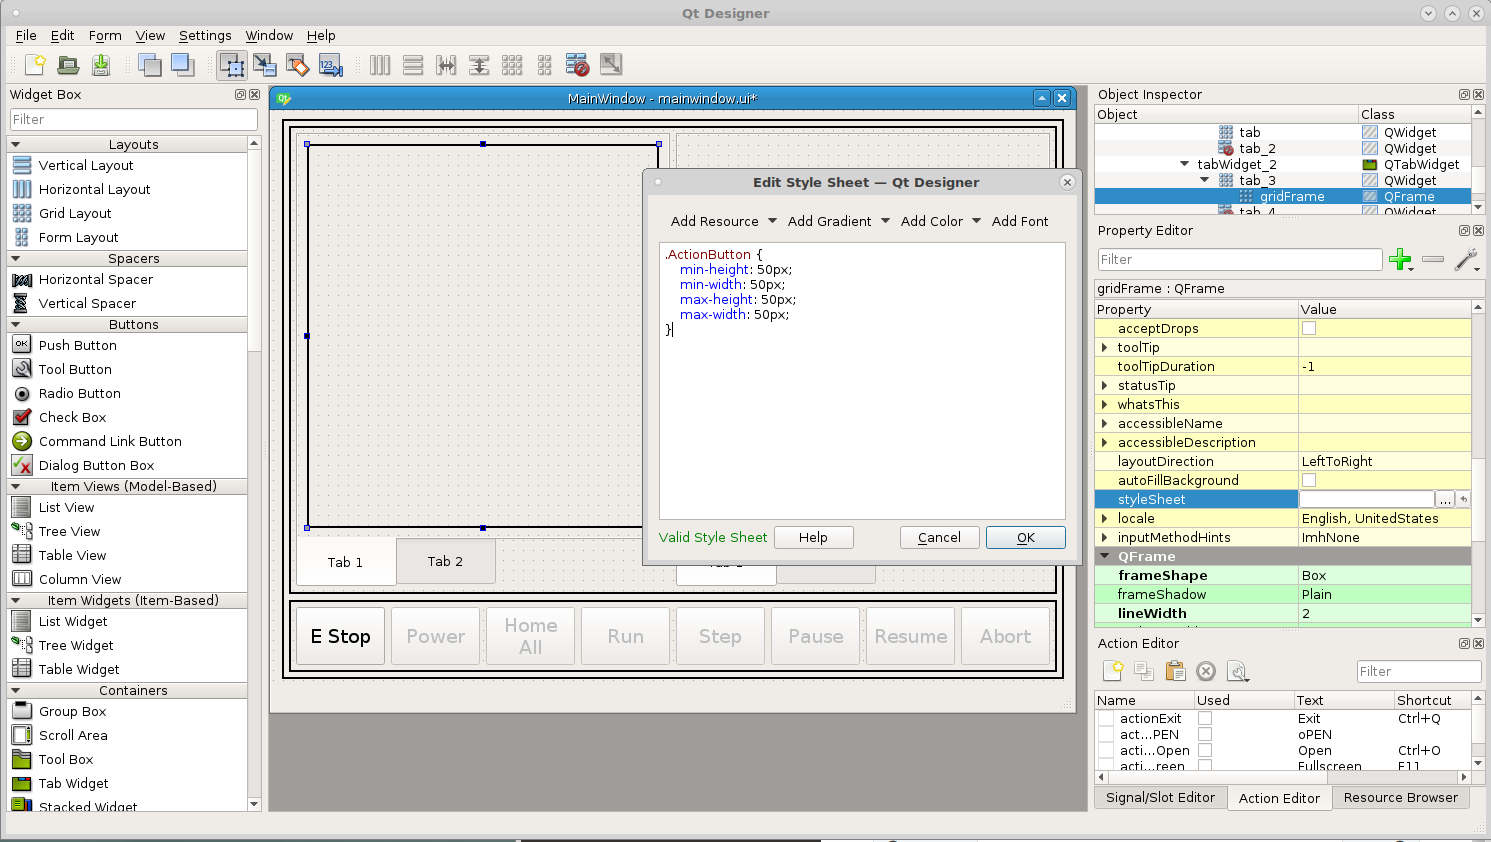 Qt Designer
File Edit Form View Settings Window Help
Widget Box
Filter
Layouts
Vertical Layout
Horizontal Layout
Grid Layout
Form Layout
Spacers
Horizontal Spacer
Vertical Spacer
Buttons
Push Button
Tool Button
Radio Button
Check Box
Command Link Button
Dialog Button Box
Item Views (Model-Based)
List View
Tree View
Table View
Column View
Item Widgets (Item-Based)
List Widget
Tree Widget
Table Widget
Containers
Group Box
Scroll Area
Tool Box
Tab Widget
Stacked Widget
MainWindow - mainwindow.ui*
Tab 1 Tab 2
E Stop Power Home All Run Step Pause Resume Abort
Edit Style Sheet — Qt Designer
Add Resource Add Gradient Add Color Add Font
.ActionButton {
min-height: 50px;
min-width: 50px;
max-height: 50px;
max-width: 50px;
}
Valid Style Sheet Help Cancel OK
Object Inspector
Object Class
tab QWidget
tab_2 QWidget
tabWidget_2 QTabWidget
tab_3 QWidget
gridFrame QFrame
tab_4 QWidget
Property Editor
Filter
gridFrame : QFrame
Property Value
acceptDrops
toolTip
toolTipDuration -1
statusTip
whatsThis
accessibleName
accessibleDescription
layoutDirection LeftToRight
autoFillBackground
styleSheet ...
locale English, UnitedStates
inputMethodHints ImhNone
QFrame
frameShape Box
frameShadow Plain
lineWidth 2
Action Editor
Filter
Name Used Text Shortcut
actionExit Exit Ctrl+Q
act...PEN oPEN
acti...Open Open Ctrl+O
acti...reen Fullscreen F11
Signal/Slot Editor Action Editor Resource Browser